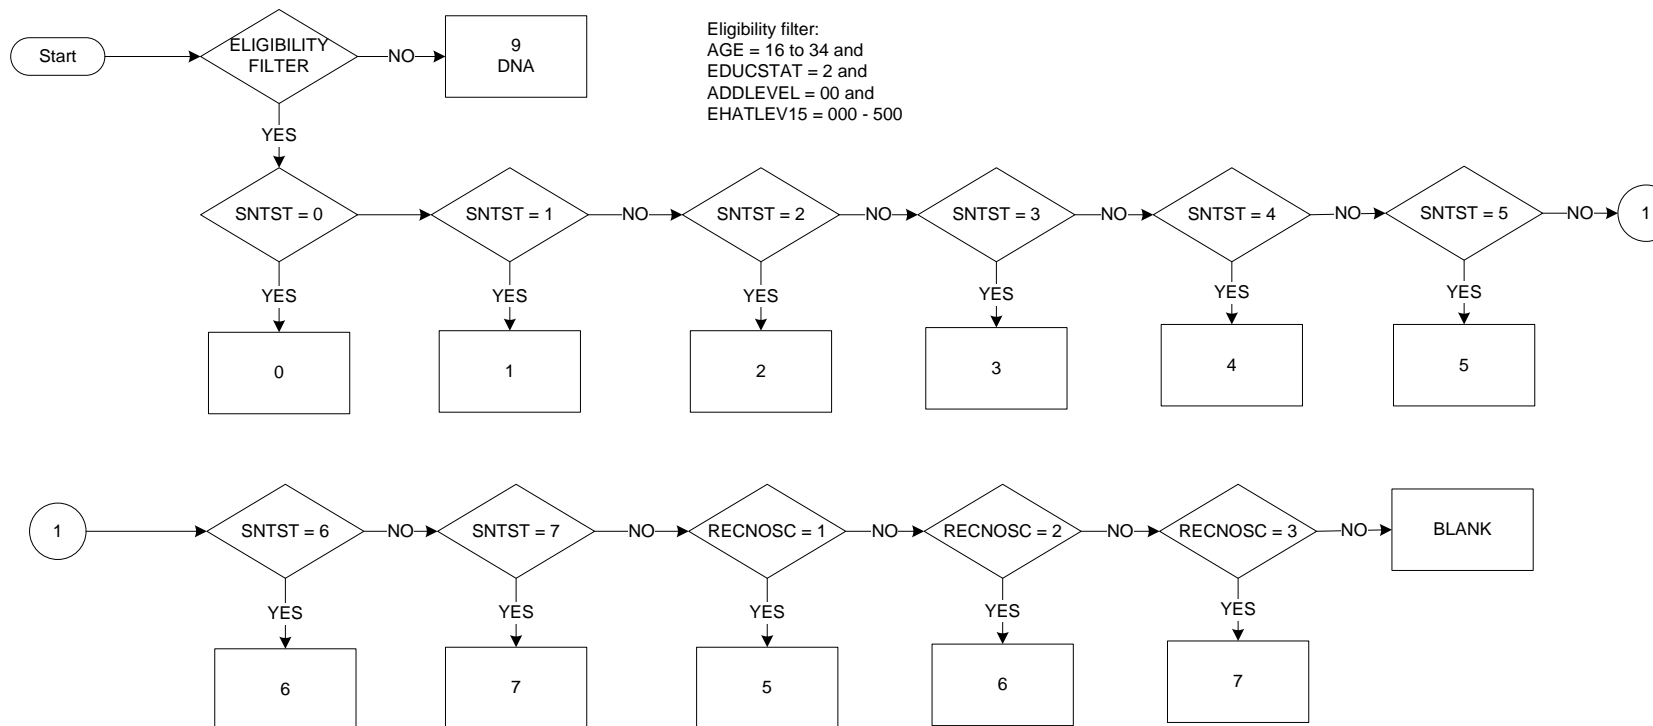 Start
ELIGIBILITY
FILTER
NO
9
DNA
Eligibility filter:
AGE = 16 to 34 and
EDUCSTAT = 2 and
ADDLEVEL = 00 and
EHATLEV15 = 000 - 500
YES
SNTST = 0
SNTST = 1
NO
SNTST = 2
NO
SNTST = 3
NO
SNTST = 4
NO
SNTST = 5
NO
1
YES
YES
YES
YES
YES
YES
0
1
2
3
4
5
1
SNTST = 6
NO
SNTST = 7
NO
RECNOSC = 1
NO
RECNOSC = 2
NO
RECNOSC = 3
NO
BLANK
YES
YES
YES
YES
YES
6
7
5
6
7